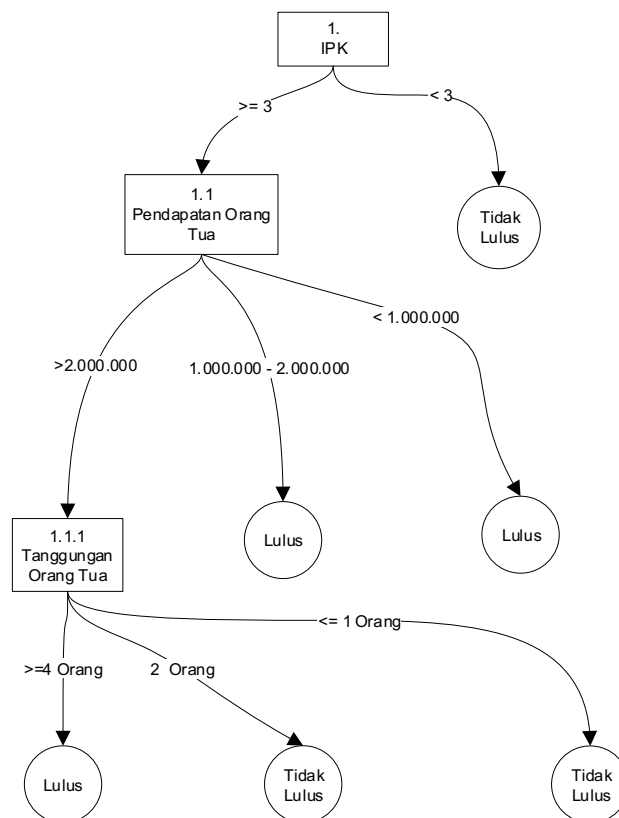 1.
IPK
>= 3
< 3
1.1
Pendapatan Orang
Tua
Tidak
Lulus
< 1.000.000
>2.000.000
1.000.000 - 2.000.000
1.1.1
Tanggungan
Orang Tua
Lulus
Lulus
<= 1 Orang
>=4 Orang
2 Orang
Lulus
Tidak
Lulus
Tidak
Lulus